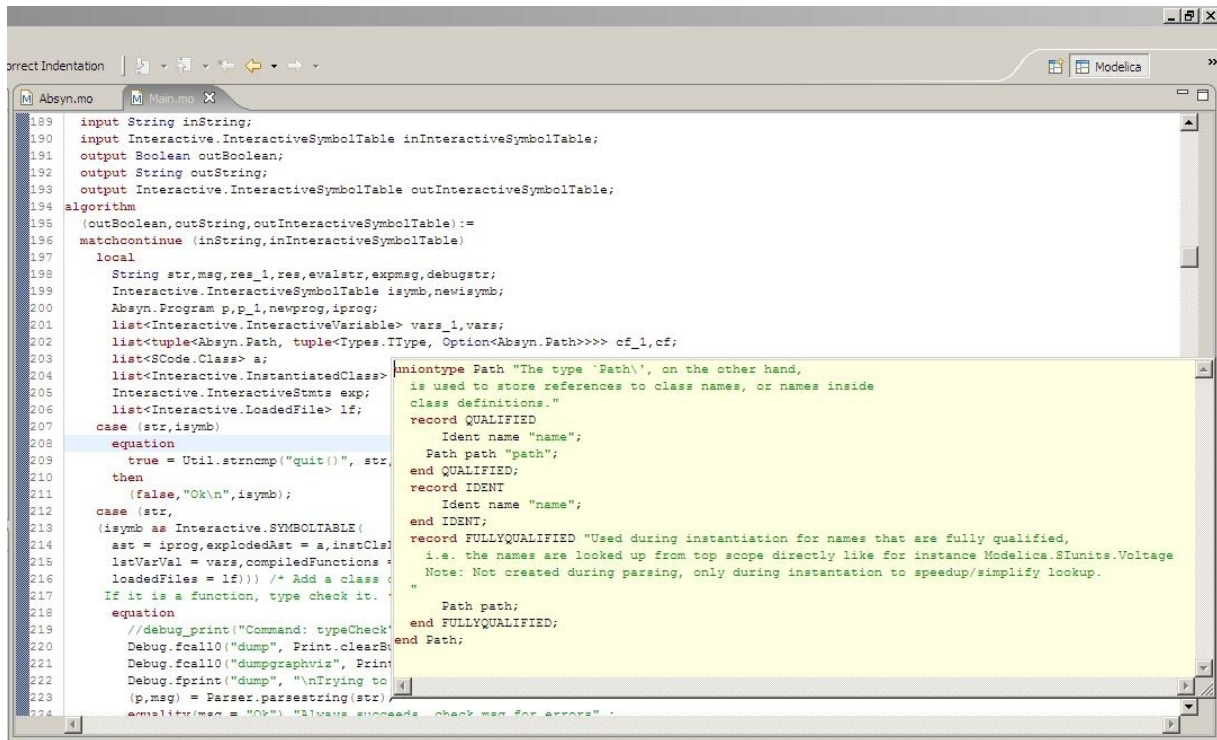 orrect Indentation
Modelica
»
Absyn.mo
Main.mo
189 input String inString;
190 input Interactive.InteractiveSymbolTable inInteractiveSymbolTable;
191 output Boolean outBoolean;
192 output String outString;
193 output Interactive.InteractiveSymbolTable outInteractiveSymbolTable;
194 algorithm
195 (outBoolean,outString,outInteractiveSymbolTable):=
196 matchcontinue (inString,inInteractiveSymbolTable)
197 local
198 String str,msg,res_1,res,evalstr,expmsg,debugstr;
199 Interactive.InteractiveSymbolTable isymb,newisymb;
200 Absyn.Program p,p_1,newprog,iprog;
201 list<Interactive.InteractiveVariable> vars_1,vars;
202 list<tuple<Absyn.Path, tuple<Types.TType, Option<Absyn.Path>>>> cf_1,cf;
203 list<SCode.Class> a;
204 list<Interactive.InstantiatedClass>
205 Interactive.InteractiveStmts exp;
206 list<Interactive.LoadedFile> lf;
207 case (str,isymb)
208 equation
209 true = Util.strncmp("quit()", str,
210 then
211 (false,"Ok\n",isymb);
212 case (str,
213 (isymb as Interactive.SYMBOLTABLE(
214 ast = iprog,explodedAst = a,
215 lstVarVal = vars,compiledFunctions =
216 loadedFiles = lf))) /* Add a class
217 If it is a function, type check it.
218 equation
219 //debug_print("Command: typeCheck"
220 Debug.fcall0("dump",
221 Debug.fcall0("dumpgraphviz",
222 Debug.fprint("dump", "\nTrying to
223 (p,msg) = Parser.parsestring(str)
224 equality(msg = "Ok") "Always succeeds, check msg for errors" ;
uniontype Path "The type `Path\', on the other hand,
is used to store references to class names, or names inside
class definitions."
record QUALIFIED
Ident name "name";
Path path "path";
end QUALIFIED;
record IDENT
Ident name "name";
end IDENT;
record FULLYQUALIFIED "Used during instantiation for names that are fully qualified,
i.e. the names are looked up from top scope directly like for instance Modelica.SIunits.Voltage
Note: Not created during parsing, only during instantation to speedup/simplify lookup.
"
Path path;
end FULLYQUALIFIED;
end Path;